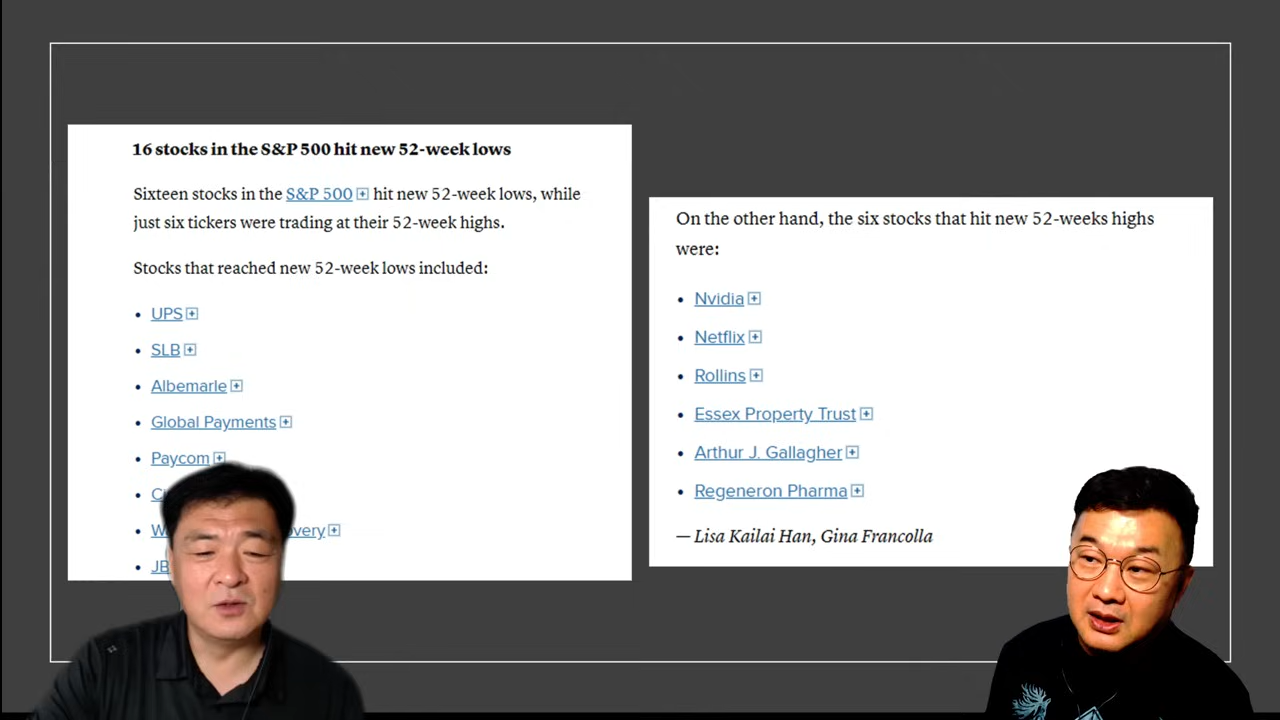 16 stocks in the S&P 500 hit new 52-week lows
Sixteen stocks in the S&P 500 hit new 52-week lows, while
just six tickers were trading at their 52-week highs.
Stocks that reached new 52-week lows included:
• UPS
• SLB
• Albemarle
• Global Payments
• Paycom
•
•
• JB
On the other hand, the six stocks that hit new 52-weeks highs
were:
• Nvidia
• Netflix
• Rollins
• Essex Property Trust
• Arthur J. Gallagher
• Regeneron Pharma
— Lisa Kailai Han, Gina Francolla